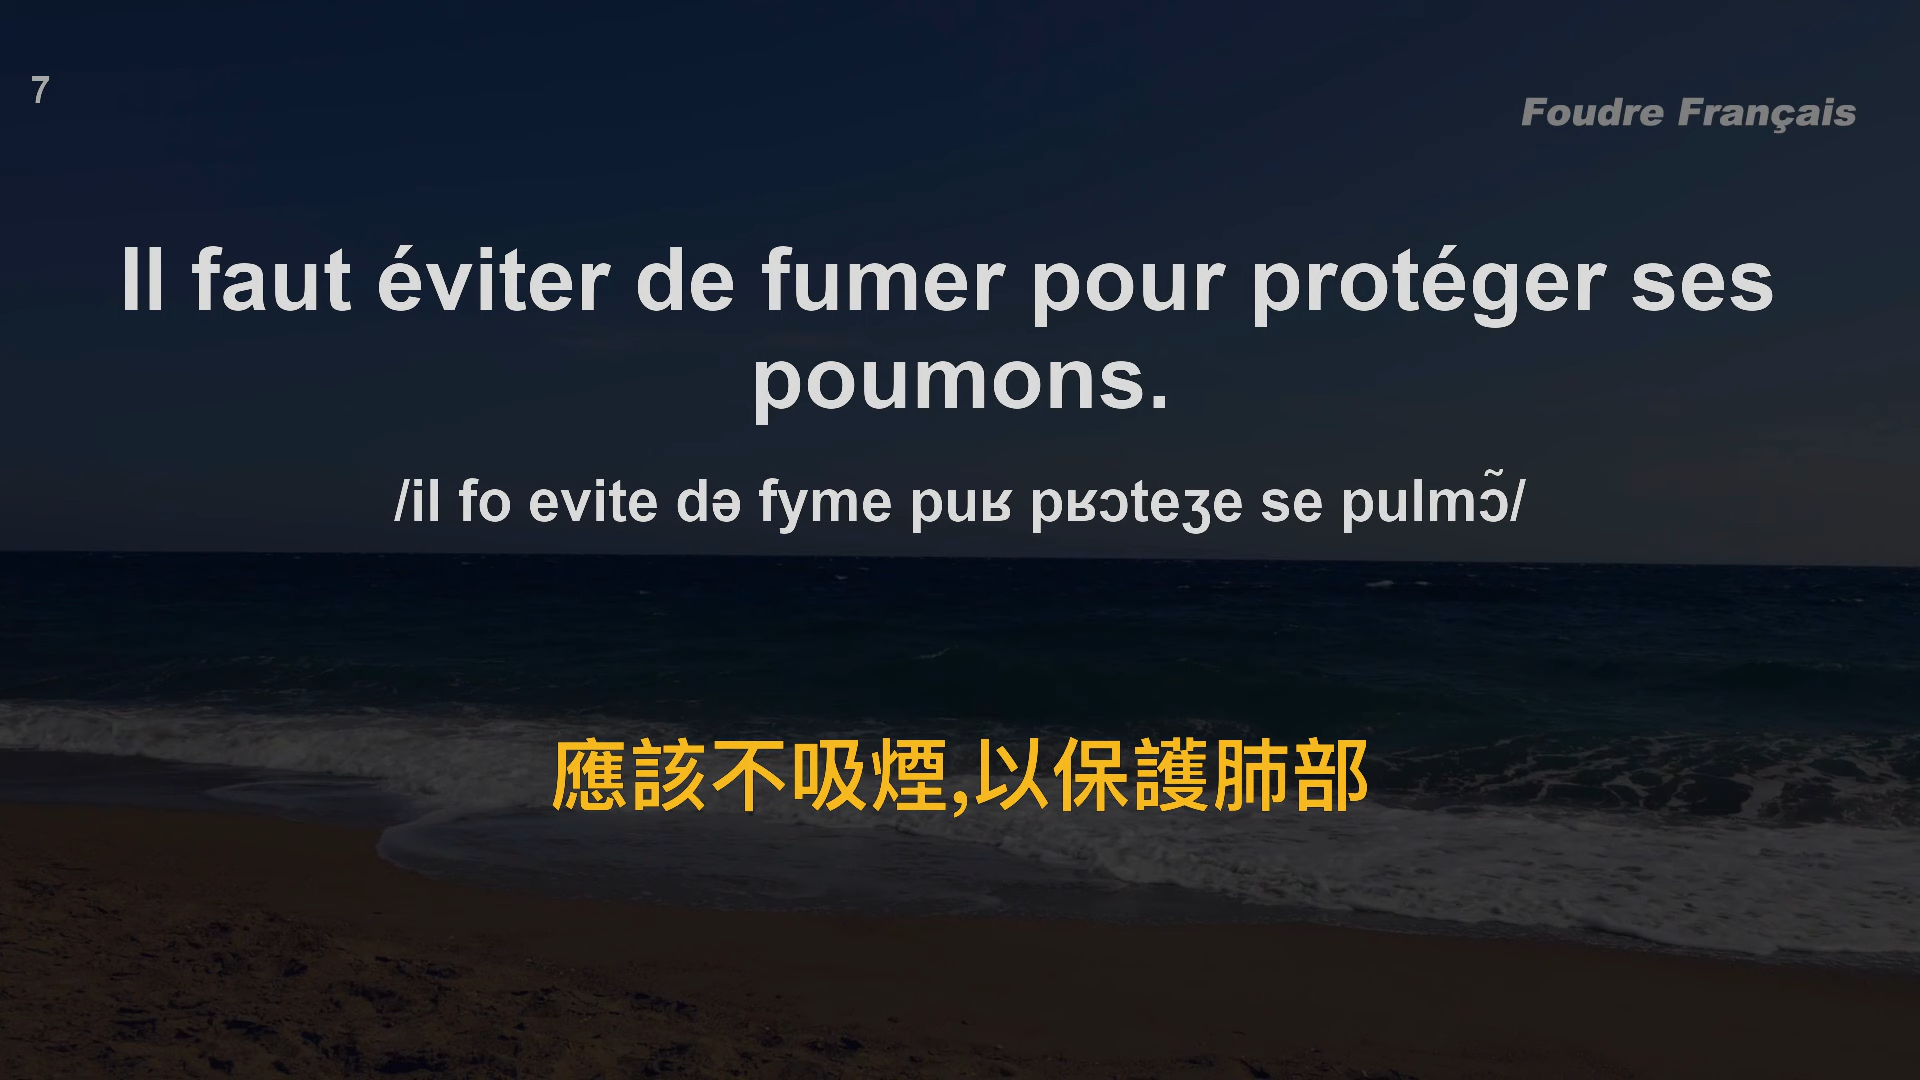 7
Foudre Français
Il faut éviter de fumer pour protéger ses
poumons.
/il fo evite də fyme puʁ pʁɔteʒe se pulmɔ̃/
應該不吸煙,以保護肺部